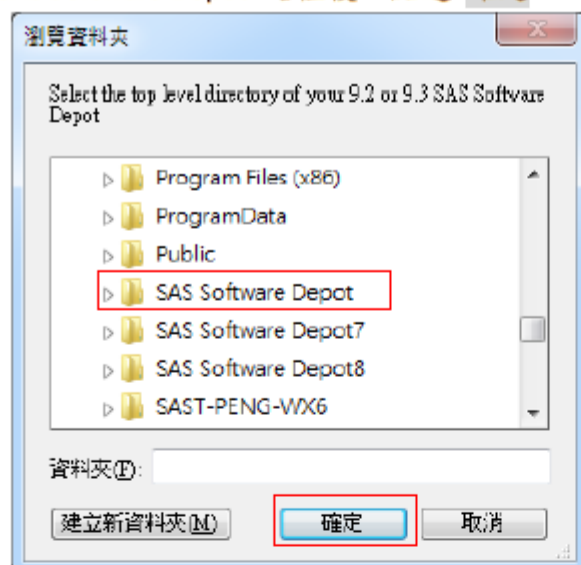 瀏覽資料夾
Select the top level directory of your 9.2 or 9.3 SAS Software
Depot
Program Files (x86)
ProgramData
Public
SAS Software Depot
SAS Software Depot7
SAS Software Depot8
SAST-PENG-WX6
資料夾(F):
建立新資料夾(M)
確定
取消